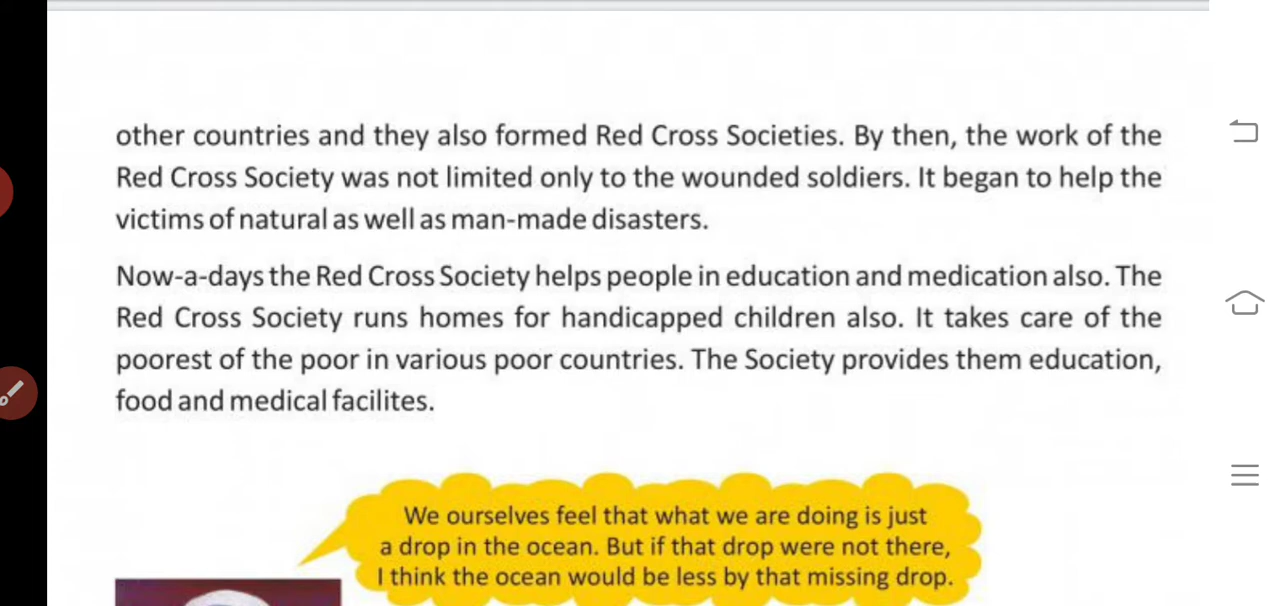 other countries and they also formed Red Cross Societies. By then, the work of the
Red Cross Society was not limited only to the wounded soldiers. It began to help the
victims of natural as well as man-made disasters.
Now-a-days the Red Cross Society helps people in education and medication also. The
Red Cross Society runs homes for handicapped children also. It takes care of the
poorest of the poor in various poor countries. The Society provides them education,
food and medical facilites.
We ourselves feel that what we are doing is just
a drop in the ocean. But if that drop were not there,
I think the ocean would be less by that missing drop.